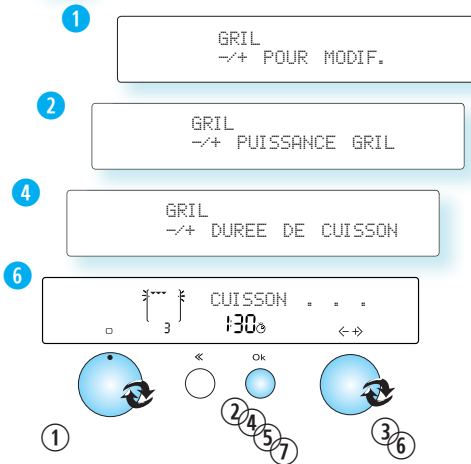 1
GRIL
-/+ POUR MODIF.
2
GRIL
-/+ PUISSANCE GRIL
4
GRIL
-/+ DUREE DE CUISSON
6
CUISSON . . .
3 1:30
« Ok
1 2 4 5 7 3 6